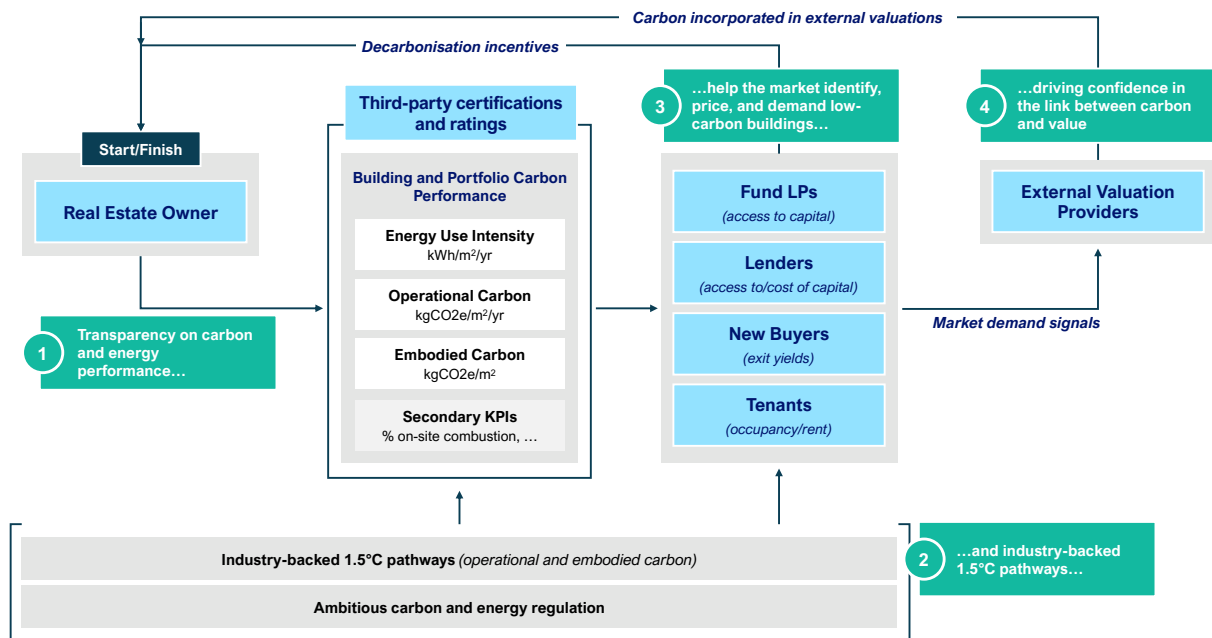 Carbon incorporated in external valuations
Decarbonisation incentives
3
…help the market identify,
price, and demand low-
carbon buildings…
4
…driving confidence in
the link between carbon
and value
Third-party certifications
and ratings
Start/Finish
Real Estate Owner
Building and Portfolio Carbon
Performance
Energy Use Intensity
kWh/m²/yr
Operational Carbon
kgCO2e/m²/yr
Embodied Carbon
kgCO2e/m²
Secondary KPIs
% on-site combustion, …
Fund LPs
(access to capital)
Lenders
(access to/cost of capital)
New Buyers
(exit yields)
Tenants
(occupancy/rent)
External Valuation
Providers
Market demand signals
1
Transparency on carbon
and energy
performance…
Industry-backed 1.5°C pathways (operational and embodied carbon)
Ambitious carbon and energy regulation
2
…and industry-backed
1.5°C pathways…